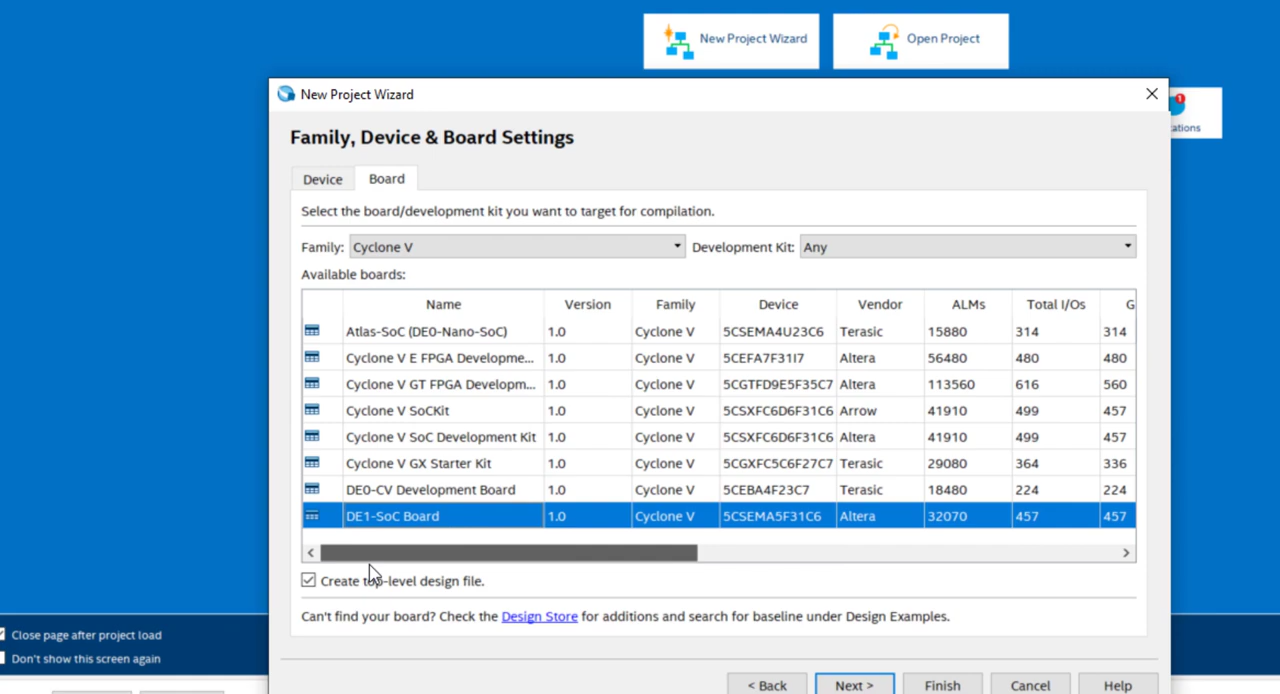 New Project Wizard
Open Project
New Project Wizard
1
ations
Family, Device & Board Settings
Device Board
Select the board/development kit you want to target for compilation.
Family: Cyclone V Development Kit: Any
Available boards:
Name Version Family Device Vendor ALMs Total I/Os G
Atlas-SoC (DE0-Nano-SoC) 1.0 Cyclone V 5CSEMA4U23C6 Terasic 15880 314 314
Cyclone V E FPGA Developme... 1.0 Cyclone V 5CEFA7F31I7 Altera 56480 480 480
Cyclone V GT FPGA Developm... 1.0 Cyclone V 5CGTFD9E5F35C7 Altera 113560 616 560
Cyclone V SoCKit 1.0 Cyclone V 5CSXFC6D6F31C6 Arrow 41910 499 457
Cyclone V SoC Development Kit 1.0 Cyclone V 5CSXFC6D6F31C6 Altera 41910 499 457
Cyclone V GX Starter Kit 1.0 Cyclone V 5CGXFC5C6F27C7 Terasic 29080 364 336
DE0-CV Development Board 1.0 Cyclone V 5CEBA4F23C7 Terasic 18480 224 224
DE1-SoC Board 1.0 Cyclone V 5CSEMA5F31C6 Altera 32070 457 457
Create top-level design file.
Can't find your board? Check the Design Store for additions and search for baseline under Design Examples.
Close page after project load
Don't show this screen again
< Back Next > Finish Cancel Help